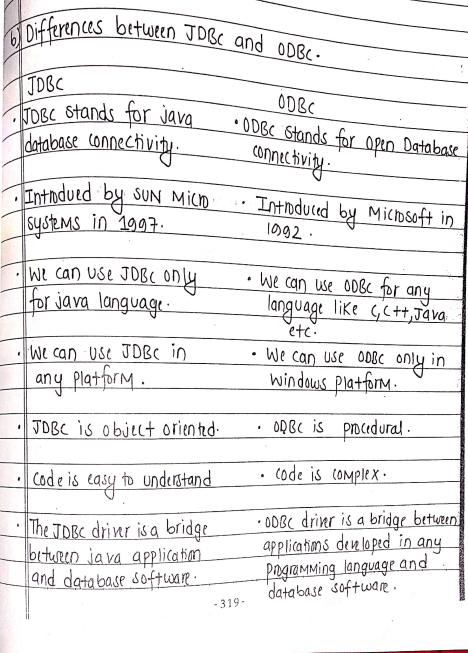 b) Differences between JDBC and ODBC.
JDBC
• JDBC stands for java
database connectivity.
• Introdued by SUN Micro
systems in 1997.
• We can use JDBC only
for java language.
• We can use JDBC in
any platform.
• JDBC is object oriented.
• Code is easy to understand
• The JDBC driver is a bridge
between java application
and database software.
ODBC
• ODBC stands for open Database
connectivity.
• Introduced by Microsoft in
1992.
• We can use ODBC for any
language like C, C++, Java
etc.
• We can use ODBC only in
windows platform.
• ODBC is procedural.
• code is complex.
• ODBC driver is a bridge between
applications developed in any
programming language and
database software.
-319-